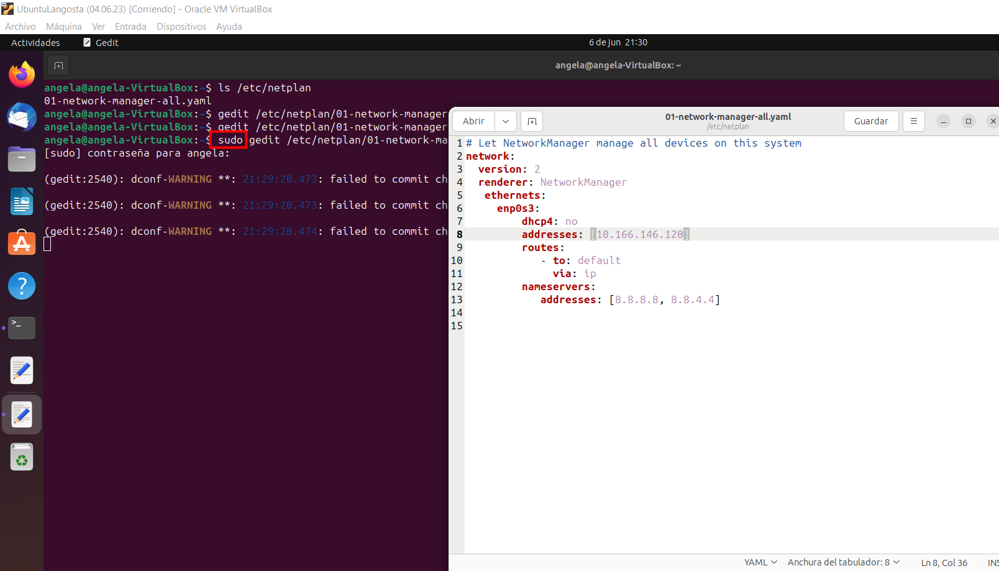 UbuntuLangosta (04.06.23) [Corriendo] - Oracle VM VirtualBox
Archivo Máquina Ver Entrada Dispositivos Ayuda
Actividades Gedit 6 de jun 21:30
angela@angela-VirtualBox: ~
angela@angela-VirtualBox:~$ ls /etc/netplan
01-network-manager-all.yaml
angela@angela-VirtualBox:~$ gedit /etc/netplan/01-network-manager
angela@angela-VirtualBox:~$ gedit /etc/netplan/01-network-manager
angela@angela-VirtualBox:~$ sudo gedit /etc/netplan/01-network-ma
[sudo] contraseña para angela:
(gedit:2540): dconf-WARNING **: 21:29:20.473: failed to commit ch
(gedit:2540): dconf-WARNING **: 21:29:20.473: failed to commit ch
(gedit:2540): dconf-WARNING **: 21:29:20.474: failed to commit ch
Abrir 01-network-manager-all.yaml Guardar
/etc/netplan
1 # Let NetworkManager manage all devices on this system
2 network:
3   version: 2
4   renderer: NetworkManager
5    ethernets:
6      enp0s3:
7          dhcp4: no
8          addresses: [10.166.146.120]
9          routes:
10             - to: default
11               via: ip
12          nameservers:
13             addresses: [8.8.8.8, 8.8.4.4]
14
15
YAML Anchura del tabulador: 8 Ln 8, Col 36 INS